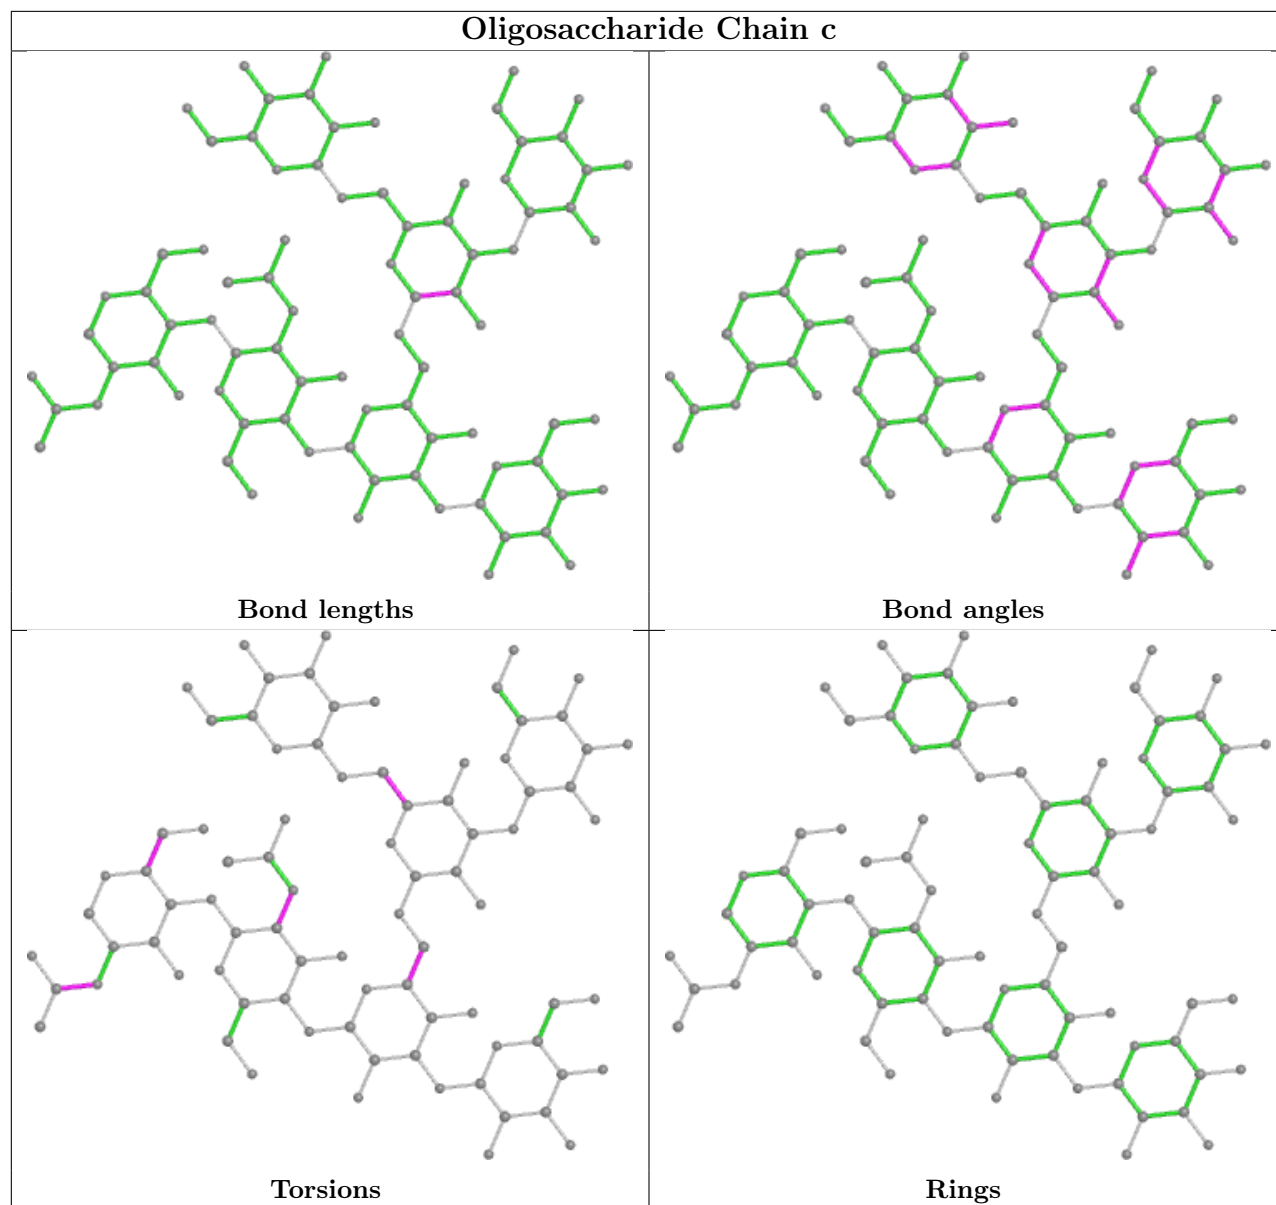 Oligosaccharide Chain c
Bond lengths
Bond angles
Torsions
Rings